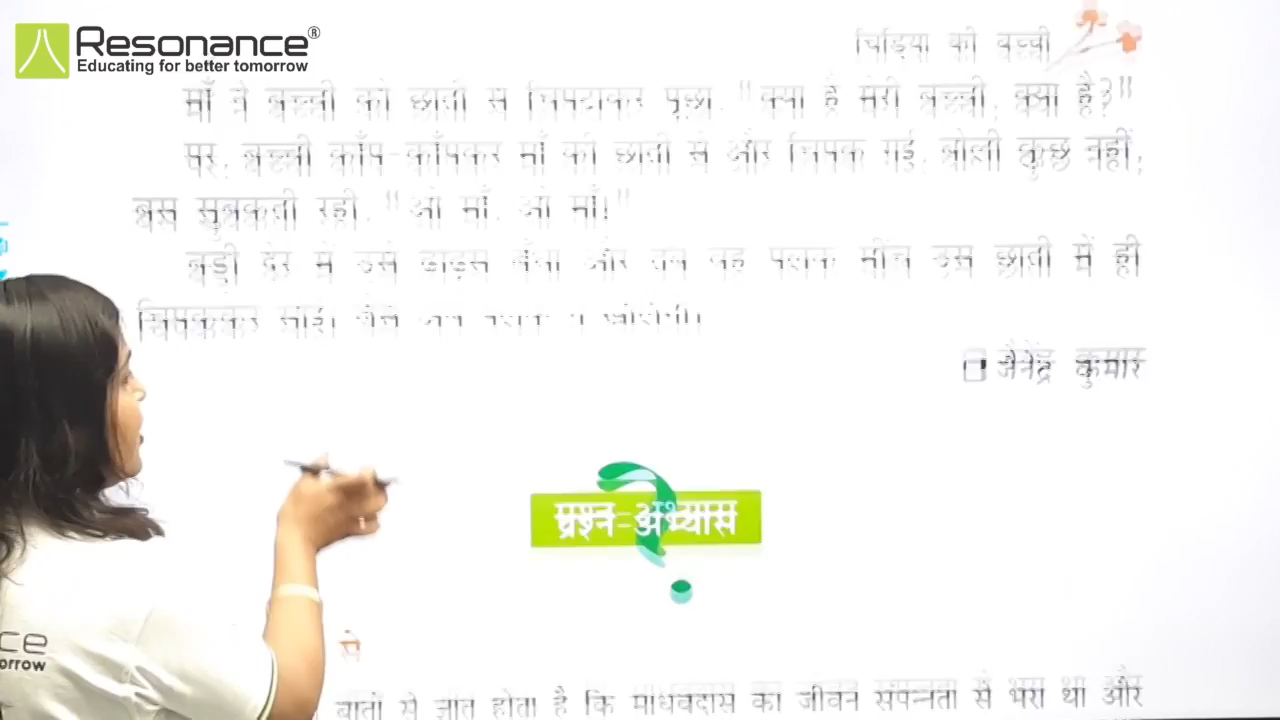 Resonance®
Educating for better tomorrow
चिड़िया की बच्ची
माँ ने बच्ची को छाती से चिपटाकर पूछा, "क्या है मेरी बच्ची, क्या है?"
पर, बच्ची काँप-काँपकर माँ की छाती से और चिपक गई, बोली कुछ नहीं,
बस सुबकती रही, "ओ माँ, ओ माँ!"
बड़ी देर में उसे ढाढ़स बँधा और तब वह पलक मींच उस छाती में ही
चिपककर सोई। जैसे अब पलक न खोलेगी।
❑ जैनेंद्र कुमार
प्रश्न-अभ्यास
?
से
बातों से ज्ञात होता है कि माधवदास का जीवन संपन्नता से भरा था और
ce
orrow